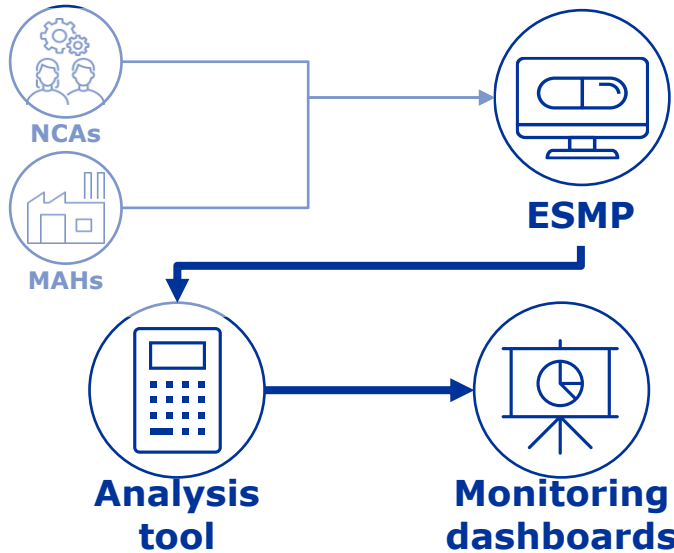 NCAs
MAHs
ESMP
Analysis
tool
Monitoring
dashboards